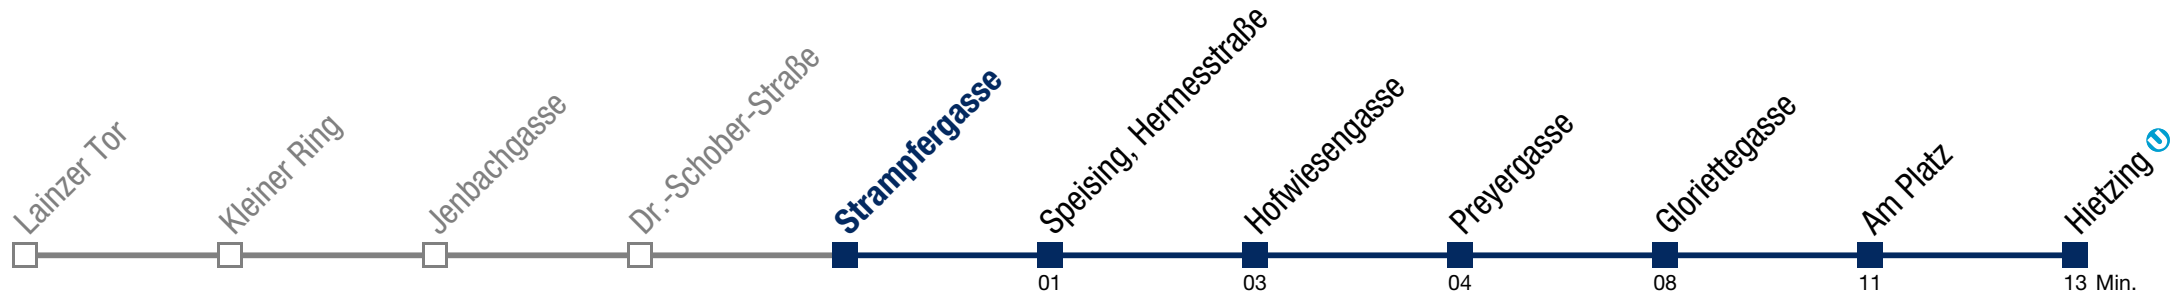 Lainzer Tor
Kleiner Ring
Jenbachgasse
Dr.-Schober-Straße
Strampfergasse
Speising, Hermesstraße
Hofwiesengasse
Preyergasse
Gloriettegasse
Am Platz
Hietzing U
01 03 04 08 11 13 Min.